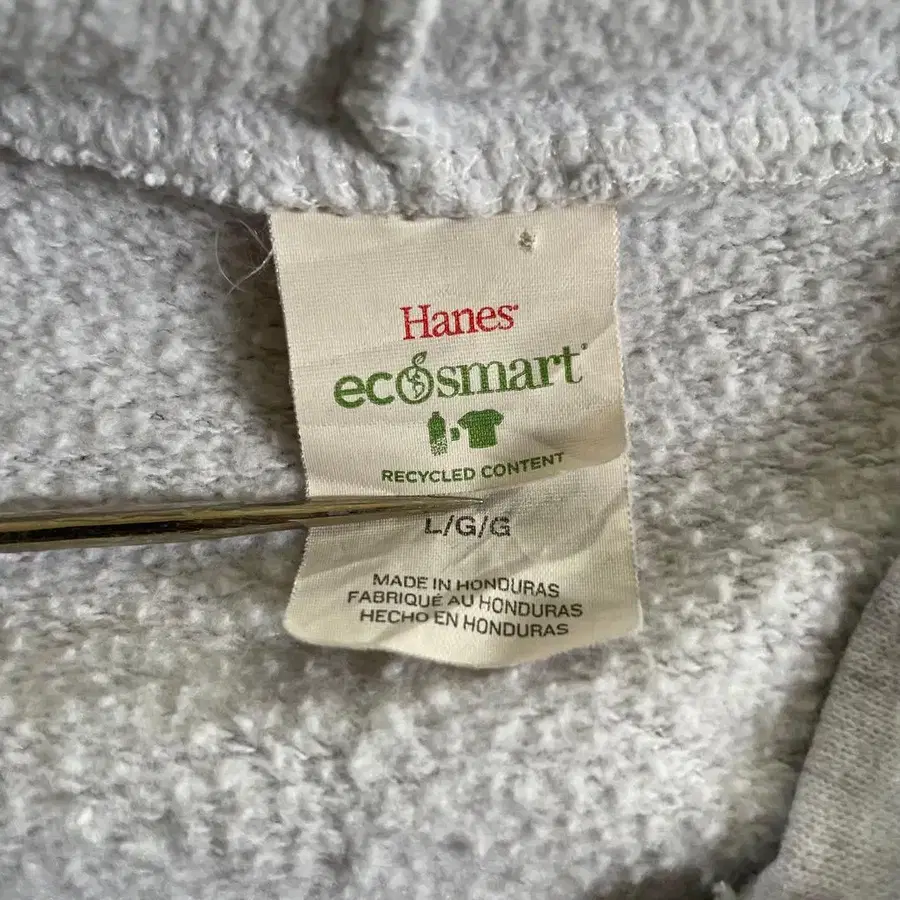 Hanes
ecosmart
RECYCLED CONTENT
L/G/G
MADE IN HONDURAS
FABRIQUÉ AU HONDURAS
HECHO EN HONDURAS